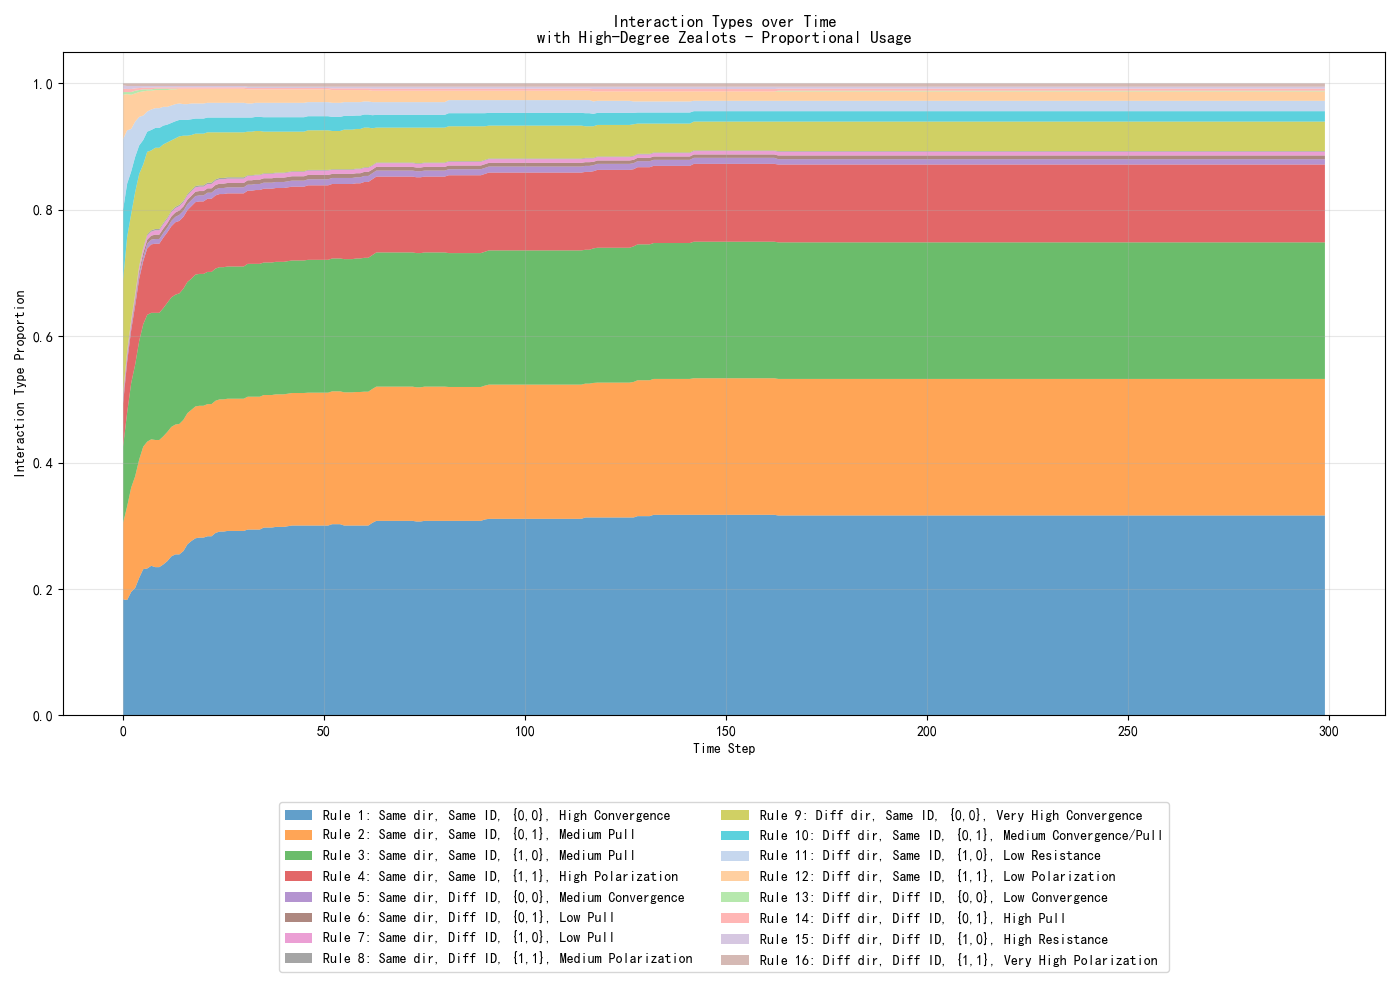 Interaction Types over Time
with High-Degree Zealots - Proportional Usage
Interaction Type Proportion
1.0
0.8
0.6
0.4
0.2
0.0
0
50
100
150
200
250
300
Time Step
Rule 1: Same dir, Same ID, {0,0}, High Convergence
Rule 2: Same dir, Same ID, {0,1}, Medium Pull
Rule 3: Same dir, Same ID, {1,0}, Medium Pull
Rule 4: Same dir, Same ID, {1,1}, High Polarization
Rule 5: Same dir, Diff ID, {0,0}, Medium Convergence
Rule 6: Same dir, Diff ID, {0,1}, Low Pull
Rule 7: Same dir, Diff ID, {1,0}, Low Pull
Rule 8: Same dir, Diff ID, {1,1}, Medium Polarization
Rule 9: Diff dir, Same ID, {0,0}, Very High Convergence
Rule 10: Diff dir, Same ID, {0,1}, Medium Convergence/Pull
Rule 11: Diff dir, Same ID, {1,0}, Low Resistance
Rule 12: Diff dir, Same ID, {1,1}, Low Polarization
Rule 13: Diff dir, Diff ID, {0,0}, Low Convergence
Rule 14: Diff dir, Diff ID, {0,1}, High Pull
Rule 15: Diff dir, Diff ID, {1,0}, High Resistance
Rule 16: Diff dir, Diff ID, {1,1}, Very High Polarization